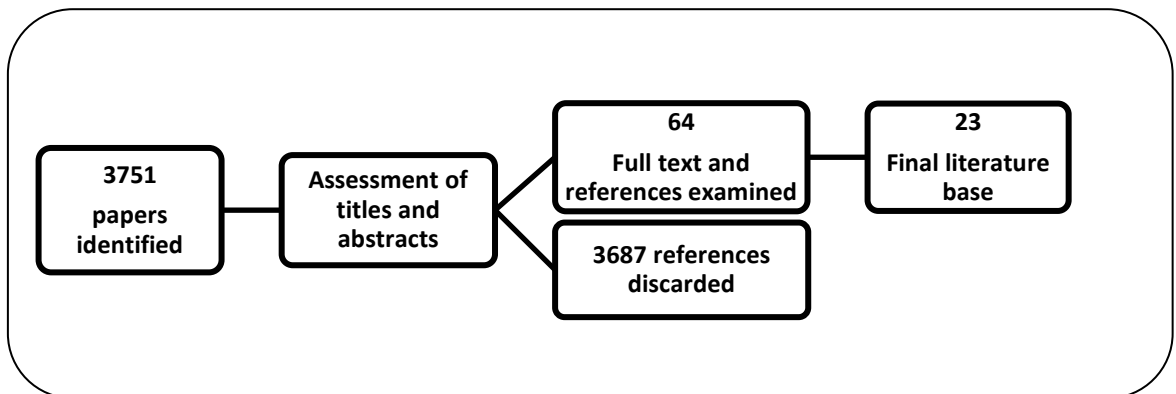 3751
papers
identified
Assessment of
titles and
abstracts
64
Full text and
references examined
3687 references
discarded
23
Final literature
base